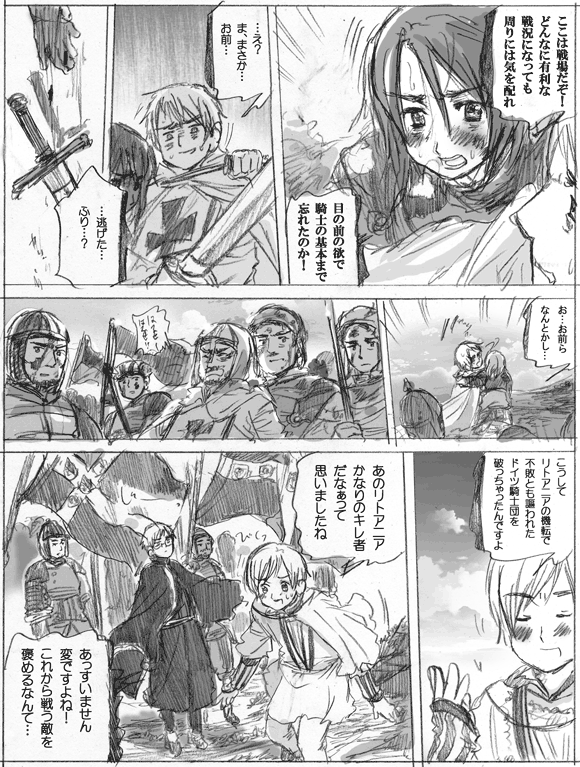 ここは戦場だぞ!
どんなに有利な
戦況になっても
周りには気を配れ
目の前の欲で
騎士の基本まで
忘れたのか!
…え?
ま、まさか…
お前…
…逃げた…
ふり…?
お…お前ら
なんとかし…
こうして
リトアニアの機転で
不敗とも謳われた
ドイツ騎士団を
破っちゃったんですよ
あのリトアニア
かなりのキレ者
だなぁって
思いましたね
あっすいません
変ですよね!
これから戦う敵を
褒めるなんて…